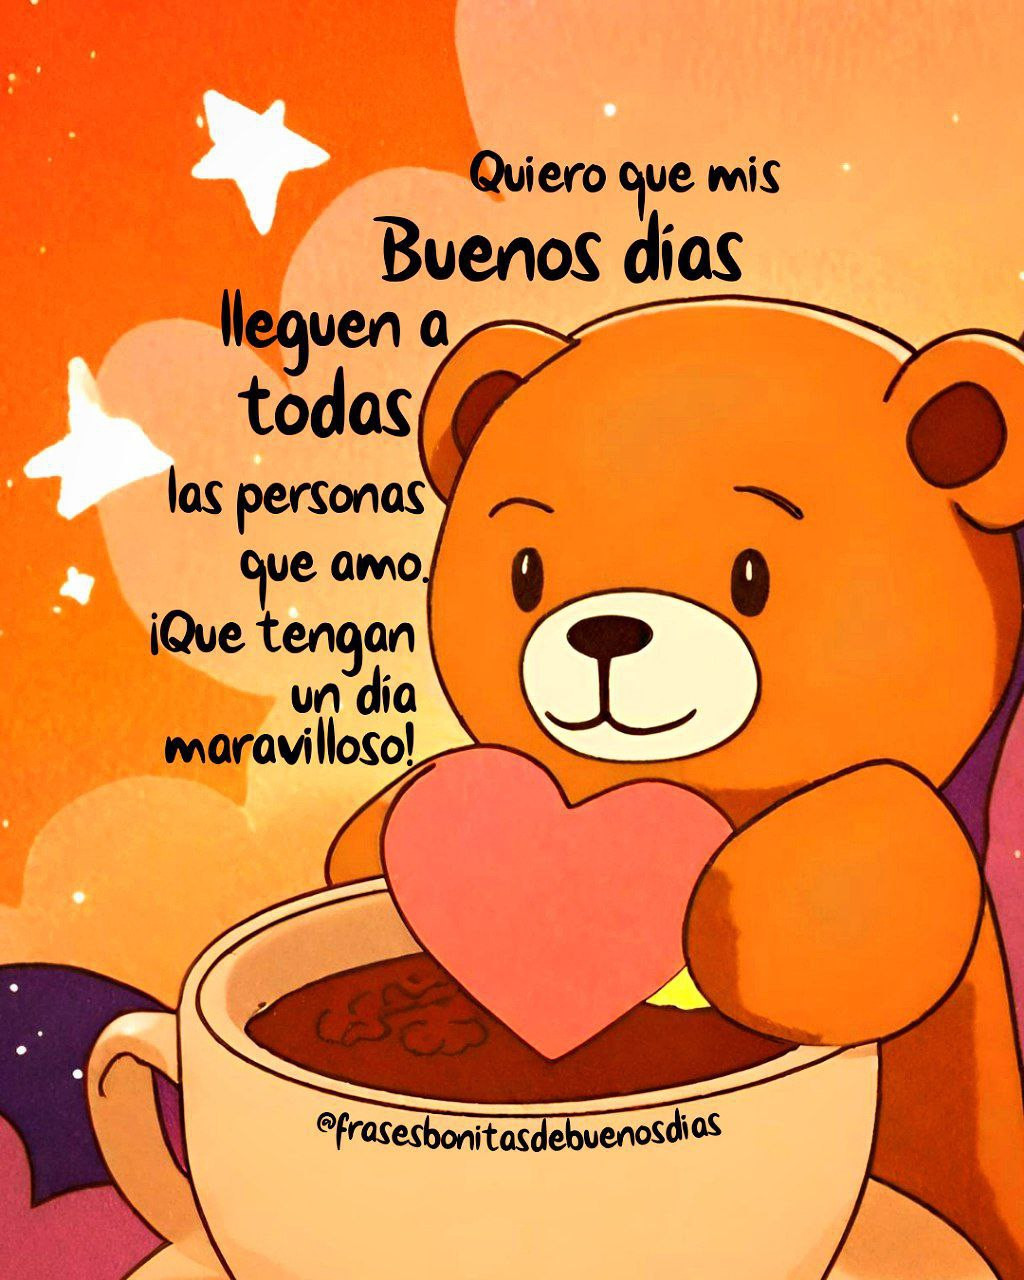 Quiero que mis
Buenos días
lleguen a
todas
las personas
que amo.
¡Que tengan
un día
maravilloso!
@frasesbonitasdebuenosdias